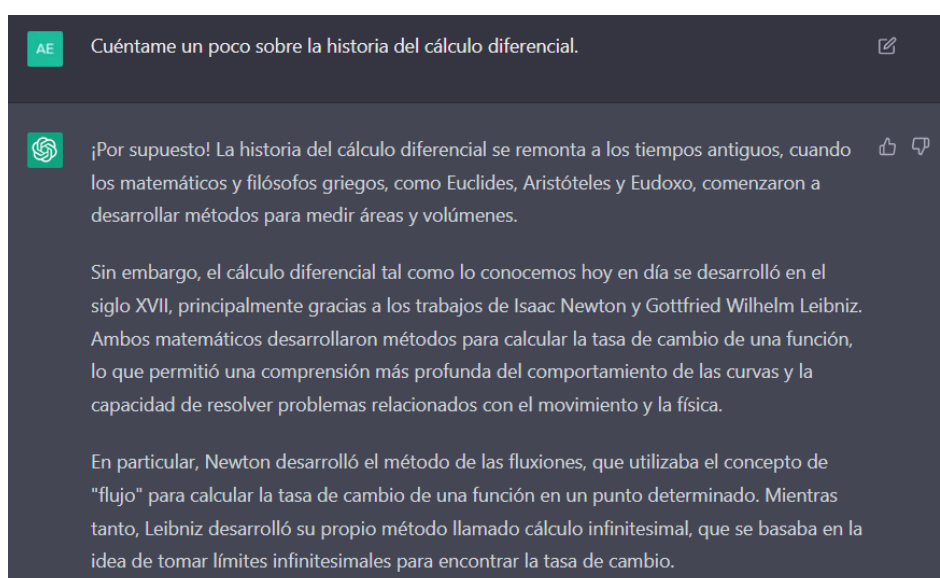 AE
Cuéntame un poco sobre la historia del cálculo diferencial.
¡Por supuesto! La historia del cálculo diferencial se remonta a los tiempos antiguos, cuando
los matemáticos y filósofos griegos, como Euclides, Aristóteles y Eudoxo, comenzaron a
desarrollar métodos para medir áreas y volúmenes.
Sin embargo, el cálculo diferencial tal como lo conocemos hoy en día se desarrolló en el
siglo XVII, principalmente gracias a los trabajos de Isaac Newton y Gottfried Wilhelm Leibniz.
Ambos matemáticos desarrollaron métodos para calcular la tasa de cambio de una función,
lo que permitió una comprensión más profunda del comportamiento de las curvas y la
capacidad de resolver problemas relacionados con el movimiento y la física.
En particular, Newton desarrolló el método de las fluxiones, que utilizaba el concepto de
"flujo" para calcular la tasa de cambio de una función en un punto determinado. Mientras
tanto, Leibniz desarrolló su propio método llamado cálculo infinitesimal, que se basaba en la
idea de tomar límites infinitesimales para encontrar la tasa de cambio.